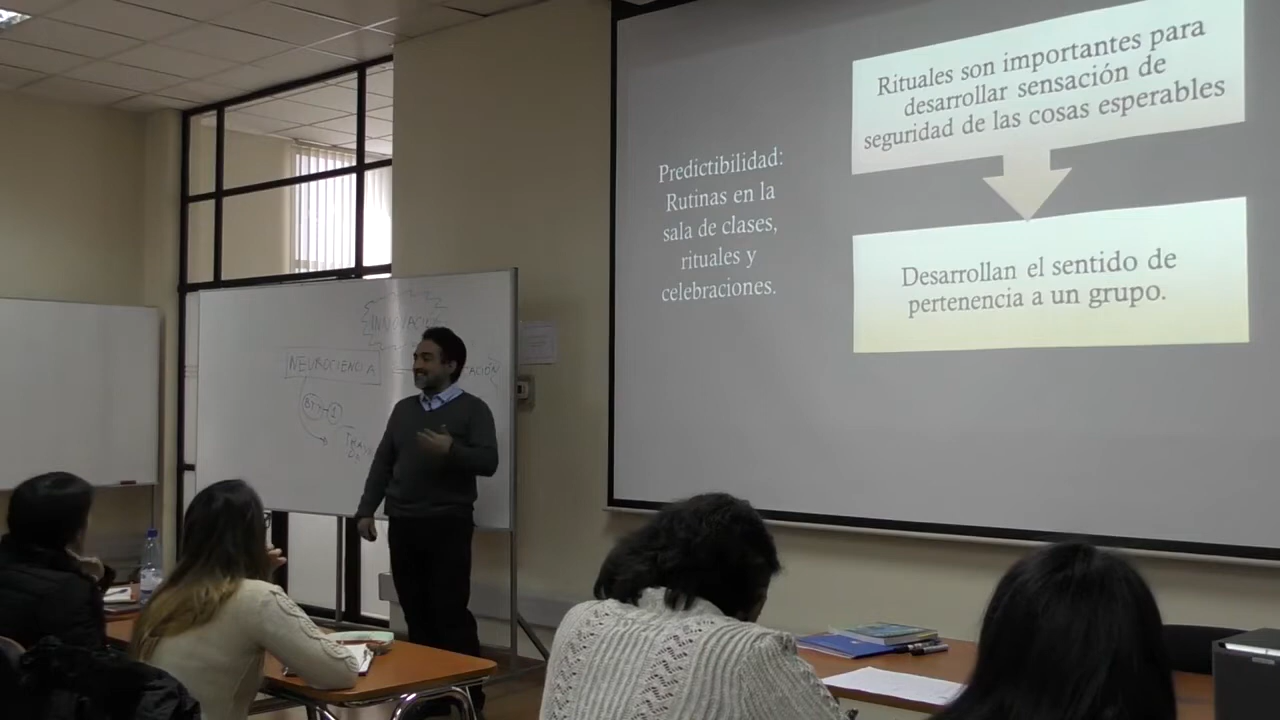 Predictibilidad:
Rutinas en la
sala de clases,
rituales y
celebraciones.
Rituales son importantes para
desarrollar sensación de
seguridad de las cosas esperables
Desarrollan el sentido de
pertenencia a un grupo.
NEUROCIENCIA